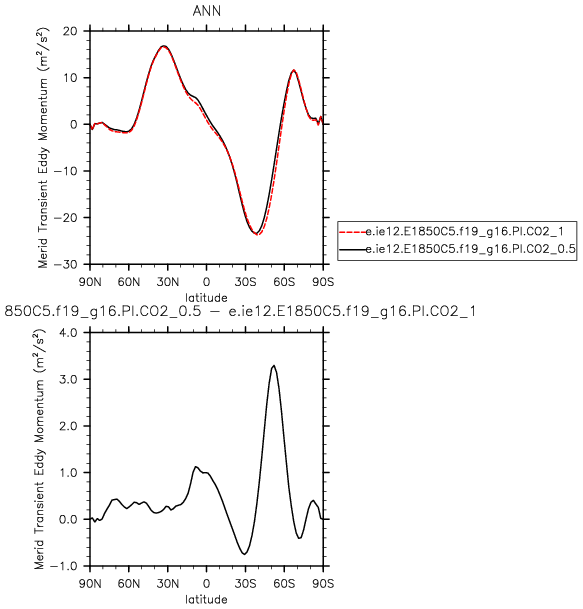 ANN
Merid Transient Eddy Momentum (m²/s²)
20
10
0
−10
−20
−30
90N 60N 30N 0 30S 60S 90S
latitude
e.ie12.E1850C5.f19_g16.PI.CO2_1
e.ie12.E1850C5.f19_g16.PI.CO2_0.5
850C5.f19_g16.PI.CO2_0.5 − e.ie12.E1850C5.f19_g16.PI.CO2_1
Merid Transient Eddy Momentum (m²/s²)
4.0
3.0
2.0
1.0
0.0
−1.0
90N 60N 30N 0 30S 60S 90S
latitude